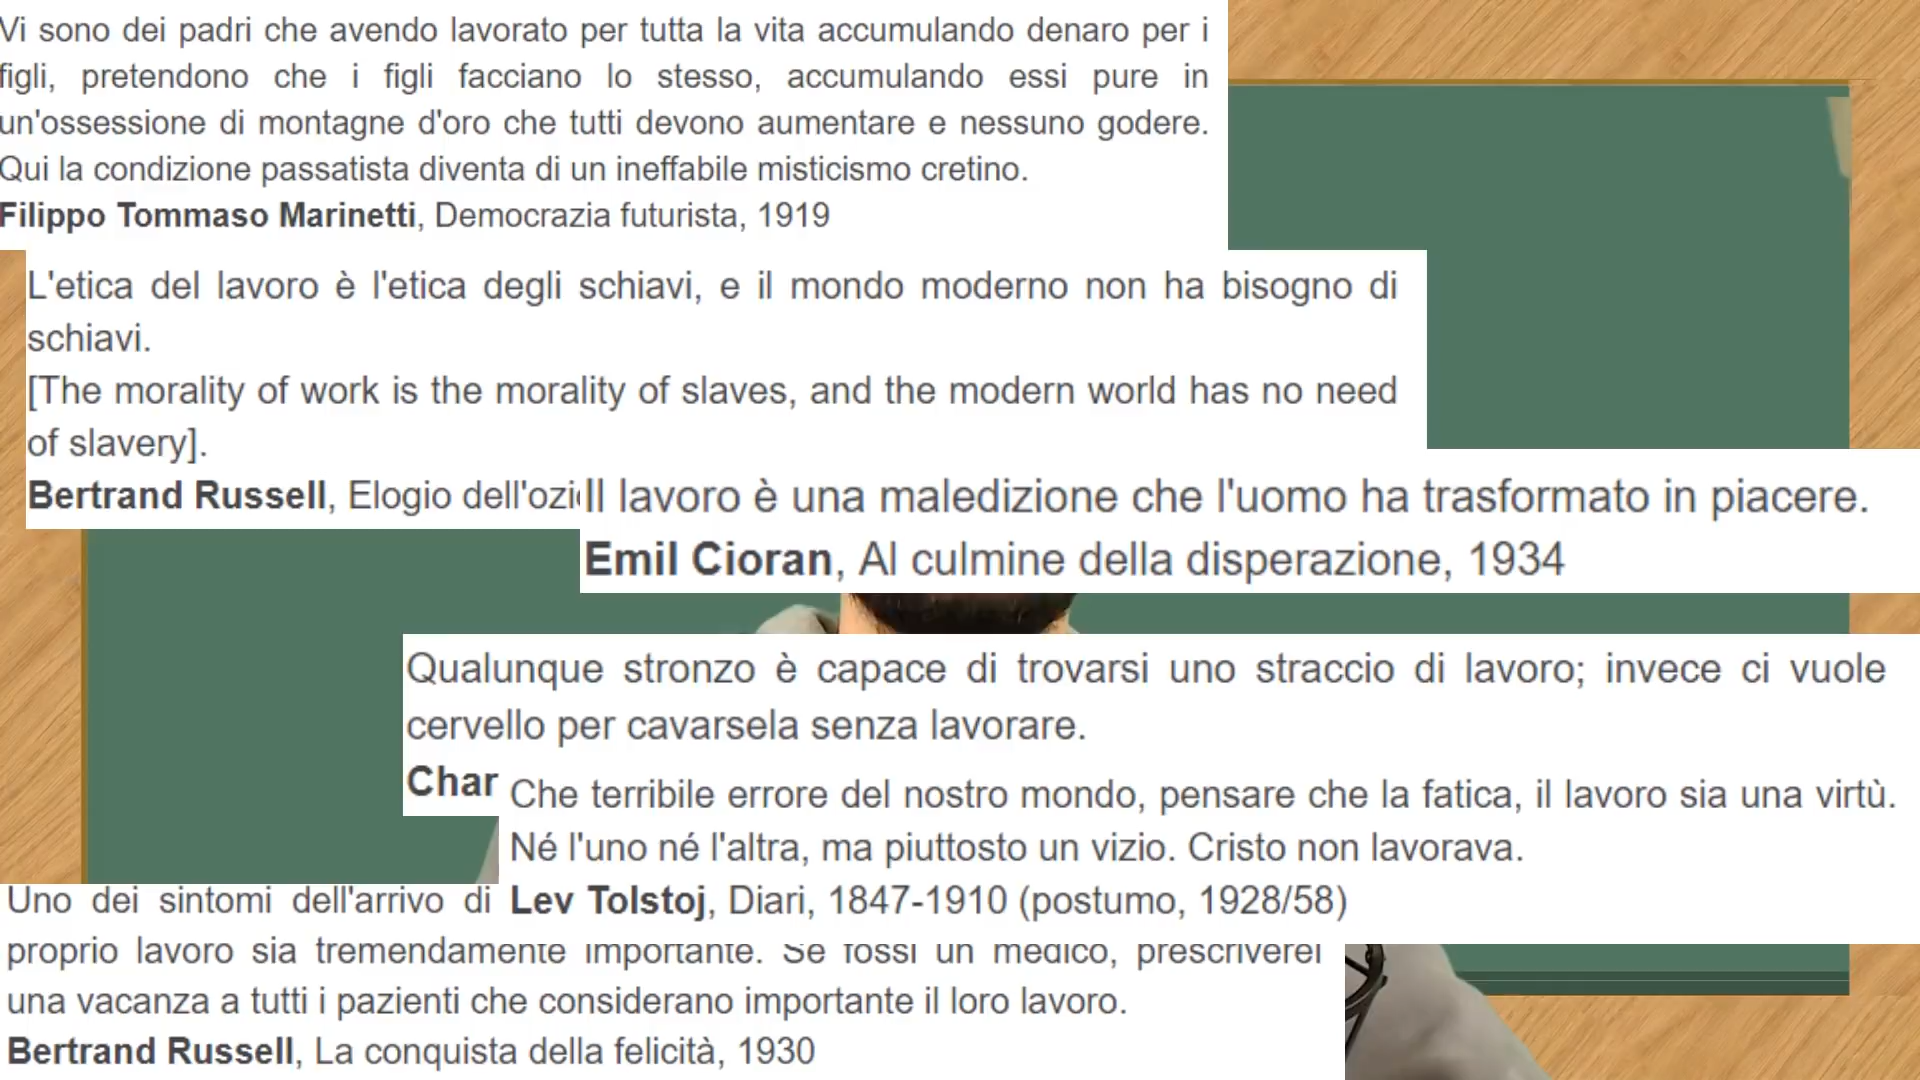 Vi sono dei padri che avendo lavorato per tutta la vita accumulando denaro per i
figli, pretendono che i figli facciano lo stesso, accumulando essi pure in
un'ossessione di montagne d'oro che tutti devono aumentare e nessuno godere.
Qui la condizione passatista diventa di un ineffabile misticismo cretino.
Filippo Tommaso Marinetti, Democrazia futurista, 1919
L'etica del lavoro è l'etica degli schiavi, e il mondo moderno non ha bisogno di
schiavi.
[The morality of work is the morality of slaves, and the modern world has no need
of slavery].
Bertrand Russell, Elogio dell'ozi
Il lavoro è una maledizione che l'uomo ha trasformato in piacere.
Emil Cioran, Al culmine della disperazione, 1934
Qualunque stronzo è capace di trovarsi uno straccio di lavoro; invece ci vuole
cervello per cavarsela senza lavorare.
Char
Che terribile errore del nostro mondo, pensare che la fatica, il lavoro sia una virtù.
Né l'uno né l'altra, ma piuttosto un vizio. Cristo non lavorava.
Lev Tolstoj, Diari, 1847-1910 (postumo, 1928/58)
Uno dei sintomi dell'arrivo di
proprio lavoro sia tremendamente importante. Se fossi un medico, prescriverei
una vacanza a tutti i pazienti che considerano importante il loro lavoro.
Bertrand Russell, La conquista della felicità, 1930